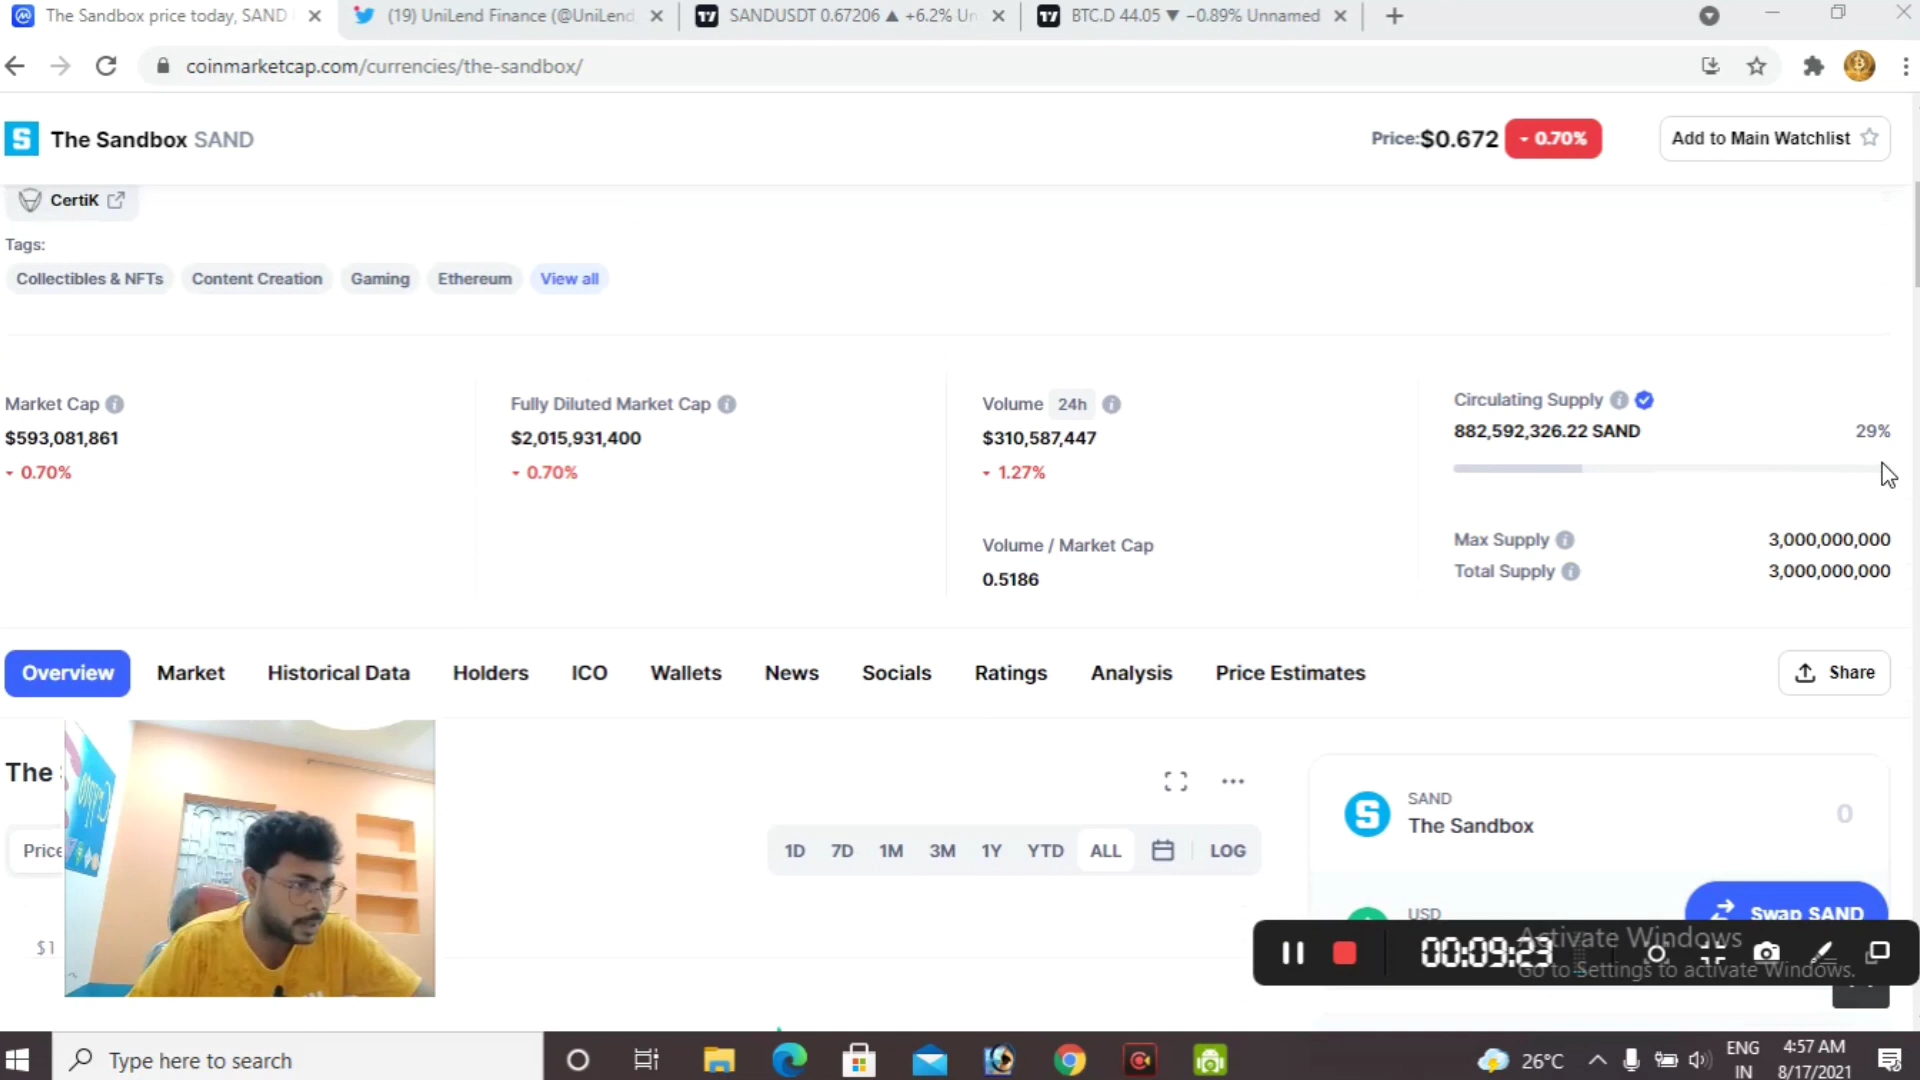 The Sandbox price today, SAND
(19) UniLend Finance (@UniLend
SANDUSDT 0.67206 ▲ +6.2% Un
BTC.D 44.05 ▼ −0.89% Unnamed
coinmarketcap.com/currencies/the-sandbox/
The Sandbox SAND
Price:$0.672
0.70%
Add to Main Watchlist
CertiK
Tags:
Collectibles & NFTs
Content Creation
Gaming
Ethereum
View all
Market Cap
$593,081,861
0.70%
Fully Diluted Market Cap
$2,015,931,400
0.70%
Volume 24h
$310,587,447
1.27%
Volume / Market Cap
0.5186
Circulating Supply
882,592,326.22 SAND
29%
Max Supply
3,000,000,000
Total Supply
3,000,000,000
Overview
Market
Historical Data
Holders
ICO
Wallets
News
Socials
Ratings
Analysis
Price Estimates
Share
The
Price
$1
1D
7D
1M
3M
1Y
YTD
ALL
LOG
SAND
The Sandbox
0
USD
Swap SAND
00:09:23
Activate Windows
Go to Settings to activate Windows.
Type here to search
26°C
ENG
IN
4:57 AM
8/17/2021